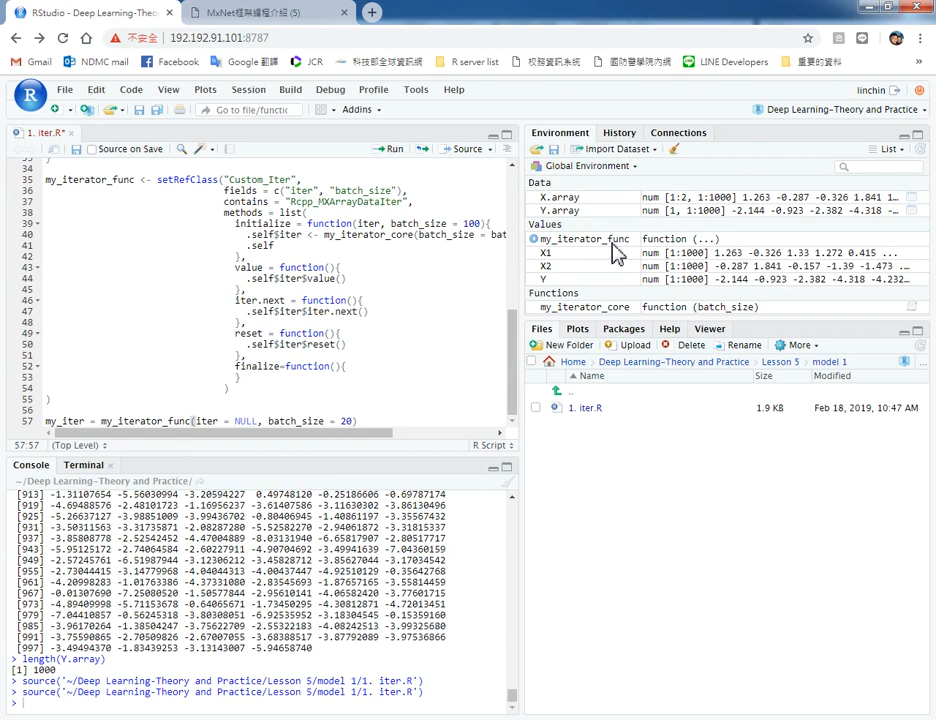 RStudio - Deep Learning-Theo
MxNet框架編程介紹 (5)
不安全 192.192.91.101:8787
Gmail NDMC mail Facebook Google 翻譯 JCR 科技部全球資訊網 R server list 校務資訊系統 國防醫學院內網 LINE Developers 重要的資料 »
R Studio File Edit Code View Plots Session Build Debug Profile Tools Help linchin
Go to file/functic Addins Deep Learning-Theory and Practice
1. iter.R*
Source on Save Run Source
34
35 my_iterator_func <- setRefClass("Custom_Iter",
36 fields = c("iter", "batch_size"),
37 contains = "Rcpp_MXArrayDataIter",
38 methods = list(
39 initialize = function(iter, batch_size = 100){
40 .self$iter <- my_iterator_core(batch_size = bat
41 .self
42 },
43 value = function(){
44 .self$iter$value()
45 },
46 iter.next = function(){
47 .self$iter$iter.next()
48 },
49 reset = function(){
50 .self$iter$reset()
51 },
52 finalize=function(){
53 }
54 )
55 )
56
57 my_iter = my_iterator_func(iter = NULL, batch_size = 20)
57:57 (Top Level) R Script
Console Terminal
~/Deep Learning-Theory and Practice/
[913] -1.31107654 -5.56030994 -3.20594227 0.49748120 -0.25186606 -0.69787174
[919] -4.69488576 -2.48101723 -1.16956237 -3.61407586 -3.11630302 -3.86130496
[925] -5.26637127 -3.98851009 -3.99436702 -0.80406945 -1.40861197 -0.35567432
[931] -3.50311563 -3.31735871 -2.08287280 -5.52582270 -2.94061872 -3.31815337
[937] -3.85808778 -2.52542452 -4.47004009 -8.03131910 -6.65817907 -2.80517717
[943] -5.95125172 -2.74064584 -2.60227911 -4.90704692 -3.49991639 -7.04360159
[949] -2.57245761 -6.51987944 -3.12306212 -3.45828712 -3.85627044 -3.17034542
[955] -2.73044415 -3.14779968 -4.04044313 -4.00437447 -4.92510129 -0.35642768
[961] -4.20998283 -1.01763386 -4.37331080 -2.83545693 -1.87657165 -3.55814459
[967] -0.01307690 -7.25080520 -1.50577844 -2.95651410 -4.06582420 -3.77601715
[973] -4.89409998 -5.71153678 -0.64065671 -1.73450295 -4.30812871 -4.72013451
[979] -7.04410857 -0.56245318 -3.80223010 -6.92535952 -3.18304545 -0.15359160
[985] -3.96170264 -1.38504247 -3.75622709 -2.55322183 -4.08242513 -3.99325680
[991] -3.75590865 -2.70509826 -2.67007055 -3.68388517 -3.87792089 -3.97536866
[997] -3.49494370 -1.83439253 -3.13143007 -5.94658740
> length(Y.array)
[1] 1000
> source('~/Deep Learning-Theory and Practice/Lesson 5/model 1/1. iter.R')
> source('~/Deep Learning-Theory and Practice/Lesson 5/model 1/1. iter.R')
>
Environment History Connections
Import Dataset List
Global Environment
Data
X.array num [1:2, 1:1000] 1.263 -0.287 -0.326 1.841 1 ...
Y.array num [1, 1:1000] -2.144 -0.923 -2.382 -4.318 - ...
Values
my_iterator_func function (...)
X1 num [1:1000] 1.263 -0.326 1.33 1.272 0.415 ...
X2 num [1:1000] -0.287 1.841 -0.157 -1.39 -1.473 ...
Y num [1:1000] -2.144 -0.923 -2.382 -4.318 -4.232...
Functions
my_iterator_core function (batch_size)
Files Plots Packages Help Viewer
New Folder Upload Delete Rename More
Home Deep Learning-Theory and Practice Lesson 5 model 1 ...
Name Size Modified
..
1. iter.R 1.9 KB Feb 18, 2019, 10:47 AM